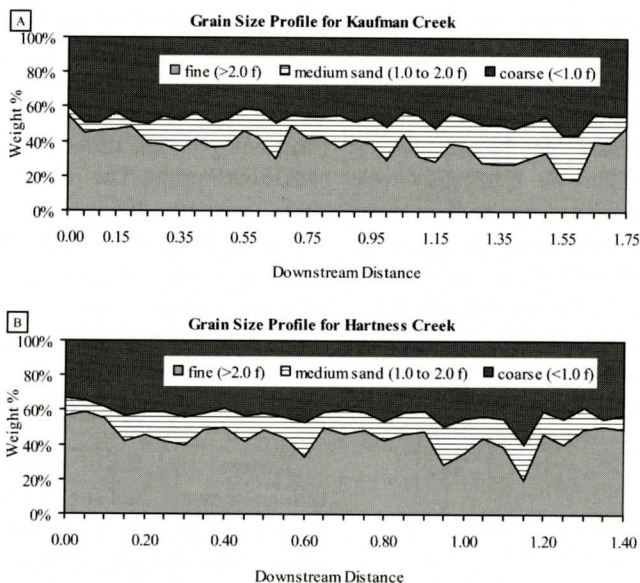 A
Grain Size Profile for Kaufman Creek
100%
80%
60%
40%
20%
0%
Weight %
fine (>2.0 f) medium sand (1.0 to 2.0 f) coarse (<1.0 f)
0.00 0.15 0.35 0.55 0.75 0.95 1.15 1.35 1.55 1.75
Downstream Distance
B
Grain Size Profile for Hartness Creek
100%
80%
60%
40%
20%
0%
Weight %
fine (>2.0 f) medium sand (1.0 to 2.0 f) coarse (<1.0 f)
0.00 0.20 0.40 0.60 0.80 1.00 1.20 1.40
Downstream Distance